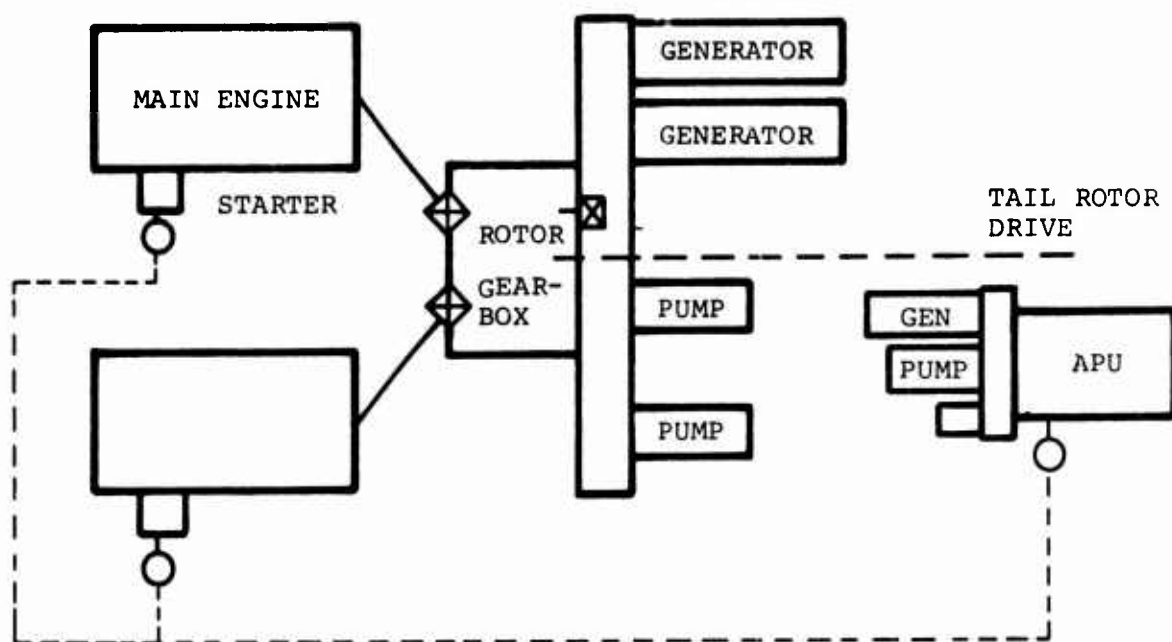 GENERATOR
MAIN ENGINE
GENERATOR
STARTER
TAIL ROTOR
DRIVE
ROTOR
GEAR-
BOX
PUMP
GEN
PUMP
APU
PUMP